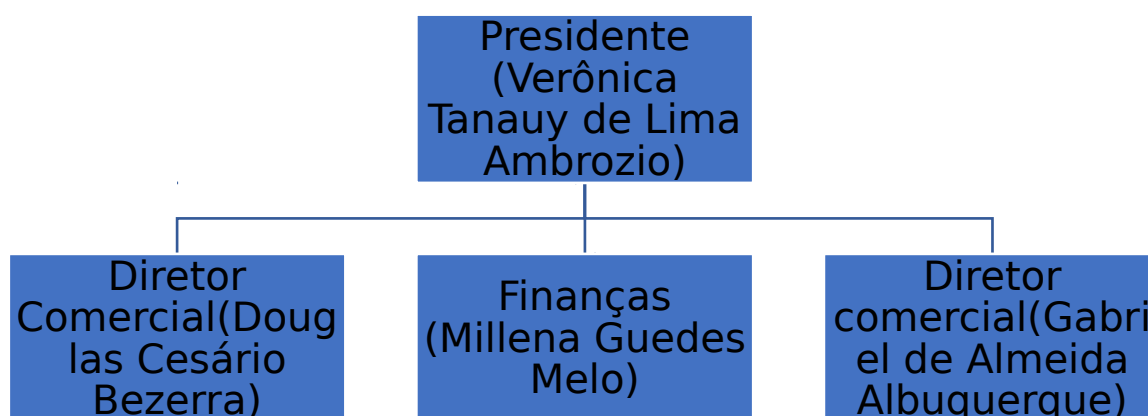 Presidente
(Verônica
Tanauy de Lima
Ambrozio)
Diretor
Comercial(Doug
las Cesário
Bezerra)
Finanças
(Millena Guedes
Melo)
Diretor
comercial(Gabri
el de Almeida
Albuquerque)